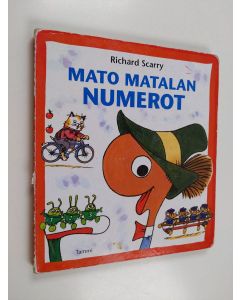 Richard Scarry
MATO MATALAN
NUMEROT
Tammi